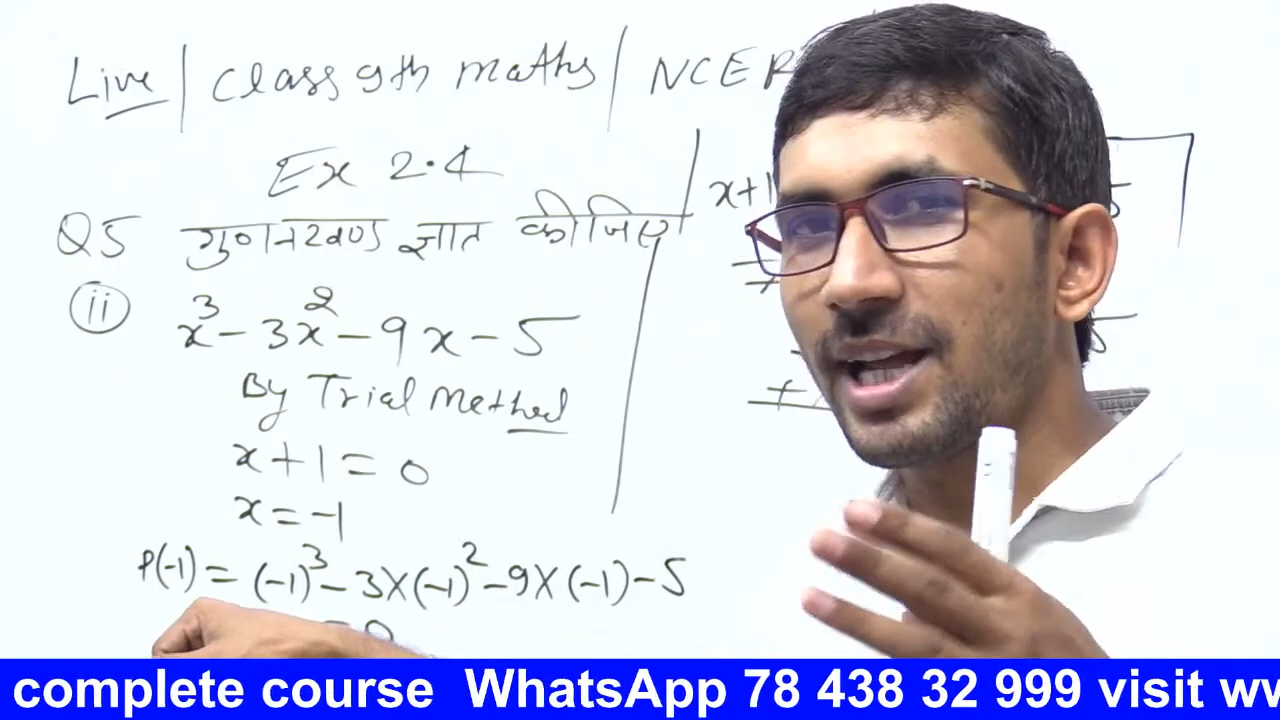 Live | Class 9th maths | NCER
Ex 2.4
Q5 गुणनखण्ड ज्ञात कीजिए
ii x³ - 3x² - 9x - 5
By Trial Method
x + 1 = 0
x = -1
P(-1) = (-1)³ - 3×(-1)² - 9×(-1) - 5
= 0
x+1
complete course WhatsApp 78 438 32 999 visit